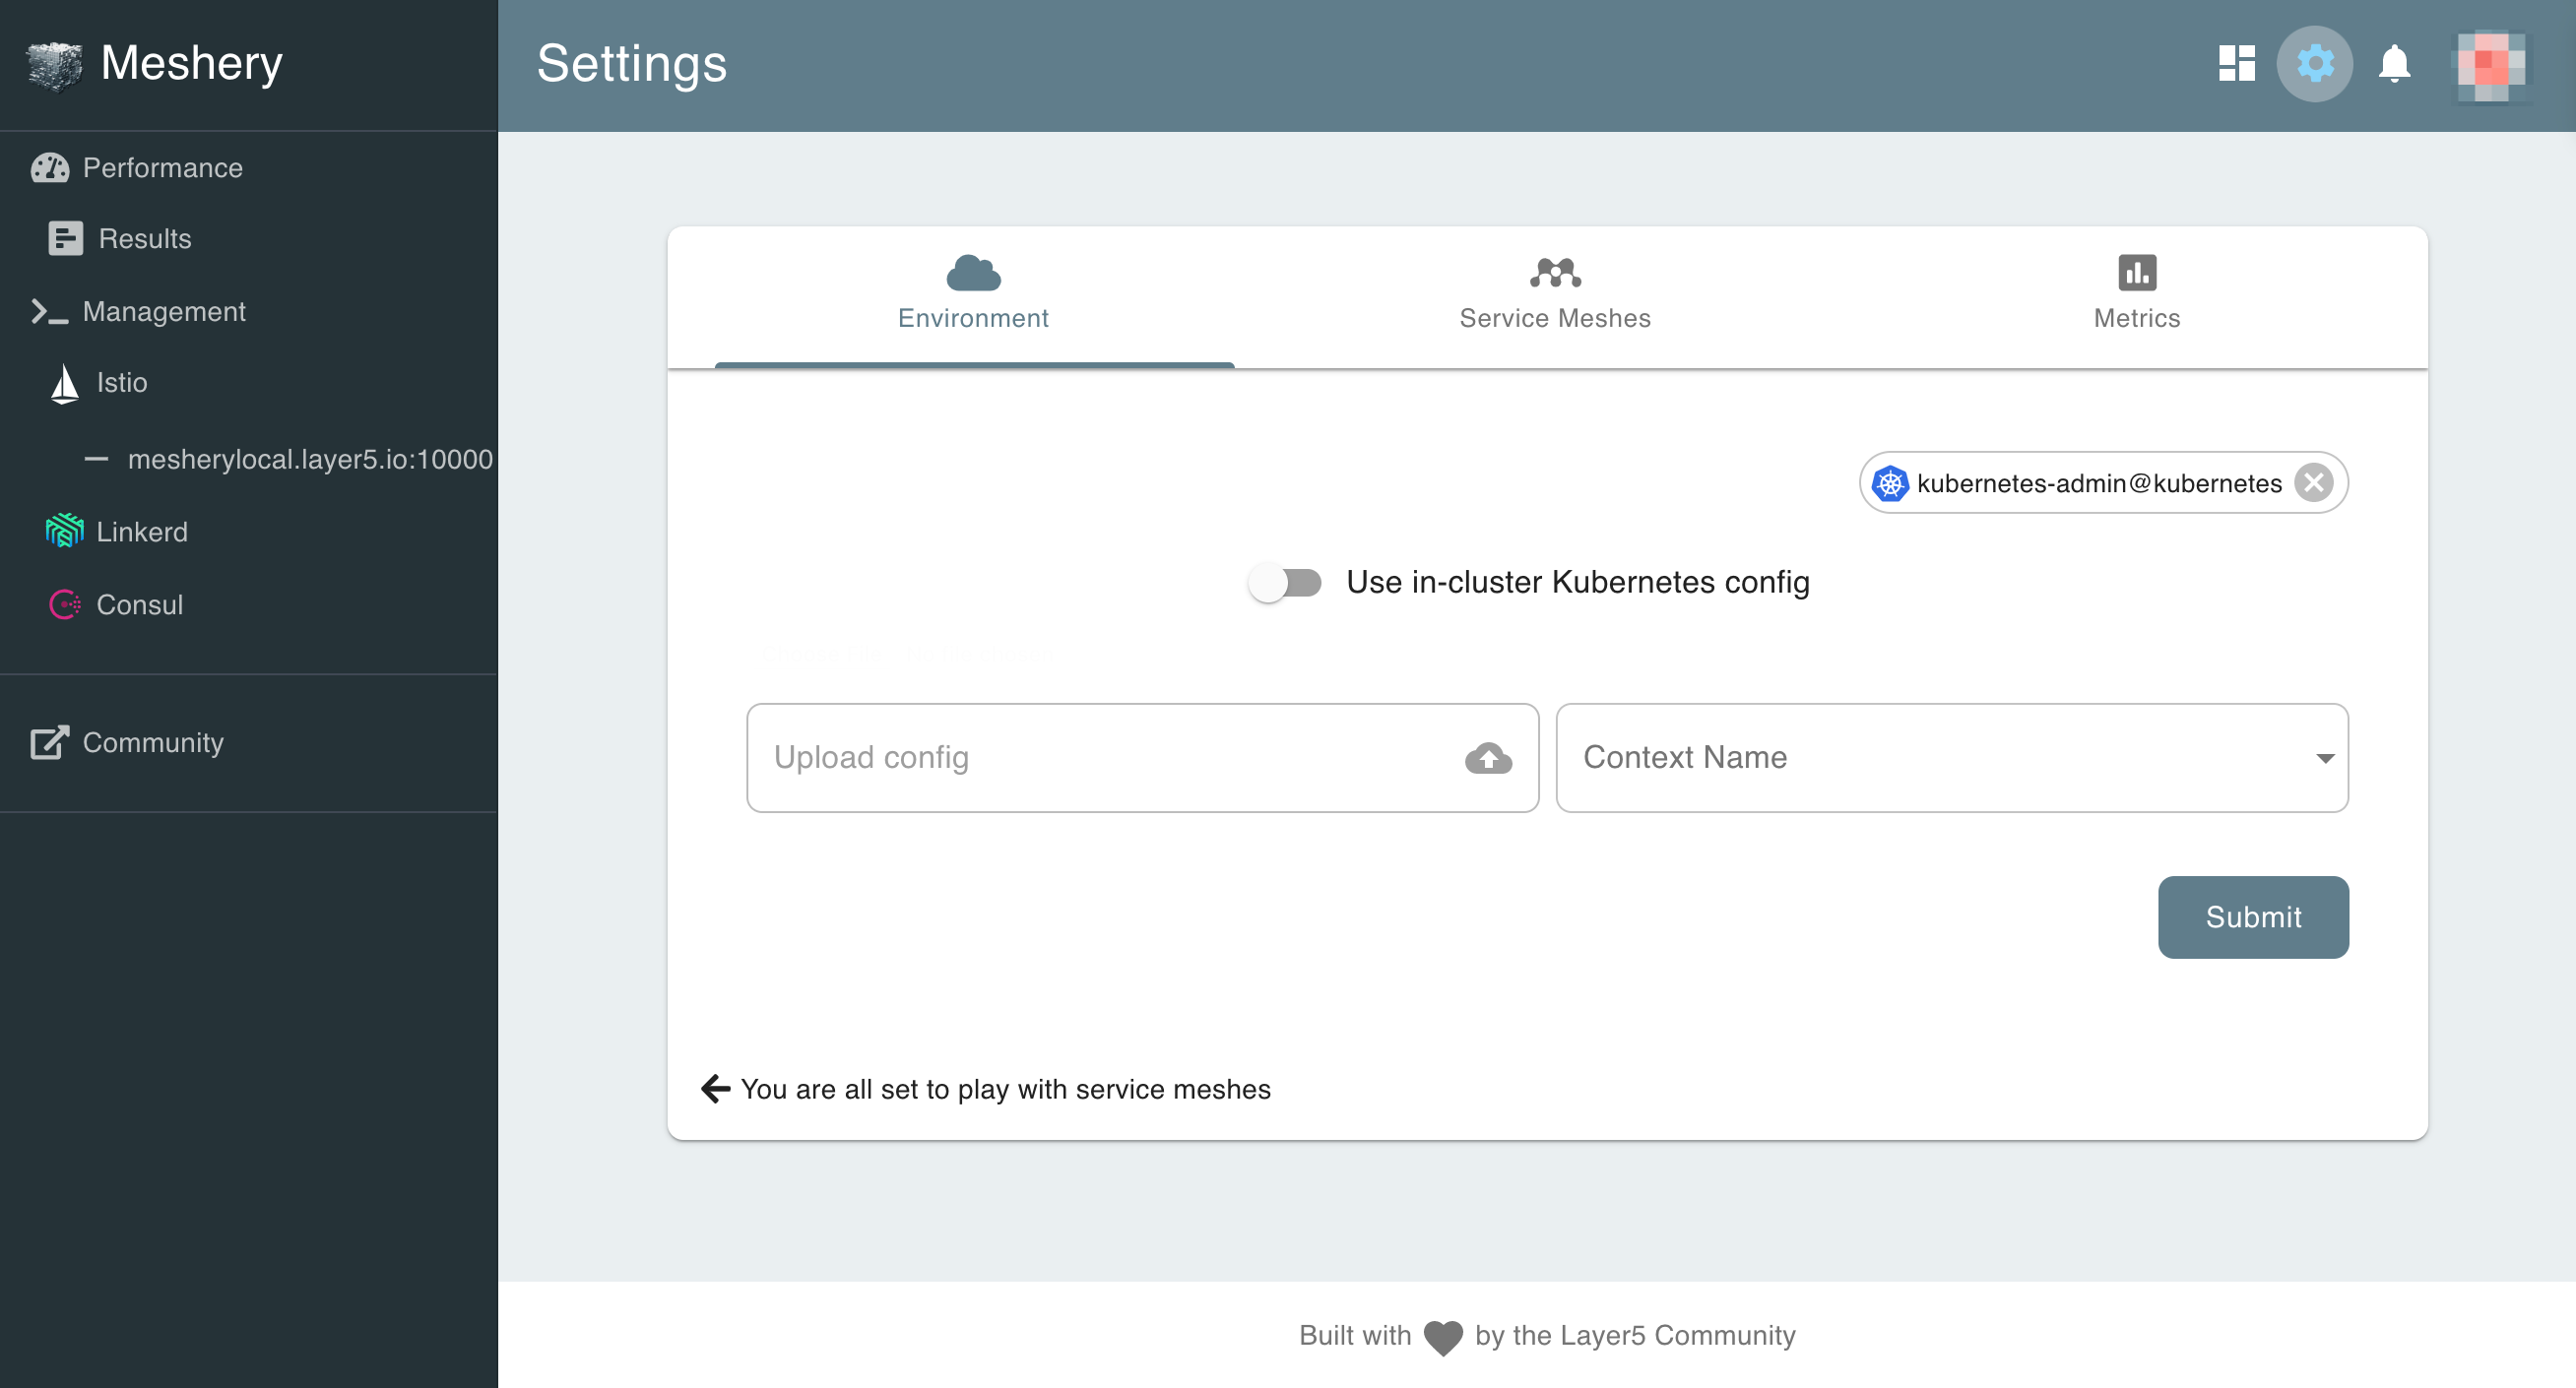 Meshery
Settings
Performance
Results
Management
Istio
mesherylocal.layer5.io:10000
Linkerd
Consul
Community
Environment
Service Meshes
Metrics
kubernetes-admin@kubernetes
Use in-cluster Kubernetes config
Upload config
Context Name
Submit
You are all set to play with service meshes
Built with by the Layer5 Community